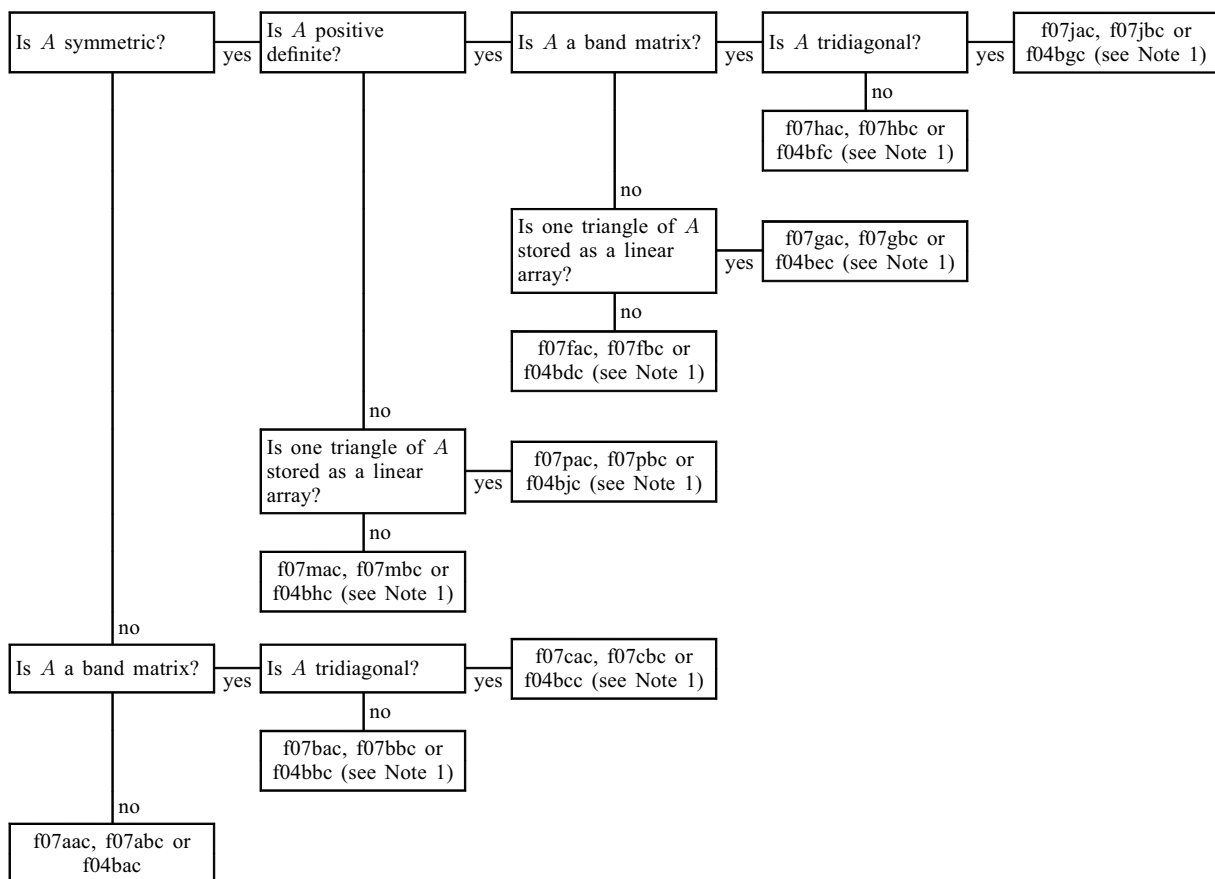 Is A symmetric?
yes
Is A positive
definite?
yes
Is A a band matrix?
yes
Is A tridiagonal?
yes
f07jac, f07jbc or
f04bgc (see Note 1)
no
f07hac, f07hbc or
f04bfc (see Note 1)
no
Is one triangle of A
stored as a linear
array?
yes
f07gac, f07gbc or
f04bec (see Note 1)
no
f07fac, f07fbc or
f04bdc (see Note 1)
no
Is one triangle of A
stored as a linear
array?
yes
f07pac, f07pbc or
f04bjc (see Note 1)
no
f07mac, f07mbc or
f04bhc (see Note 1)
no
Is A a band matrix?
yes
Is A tridiagonal?
yes
f07cac, f07cbc or
f04bcc (see Note 1)
no
f07bac, f07bbc or
f04bbc (see Note 1)
no
f07aac, f07abc or
f04bac